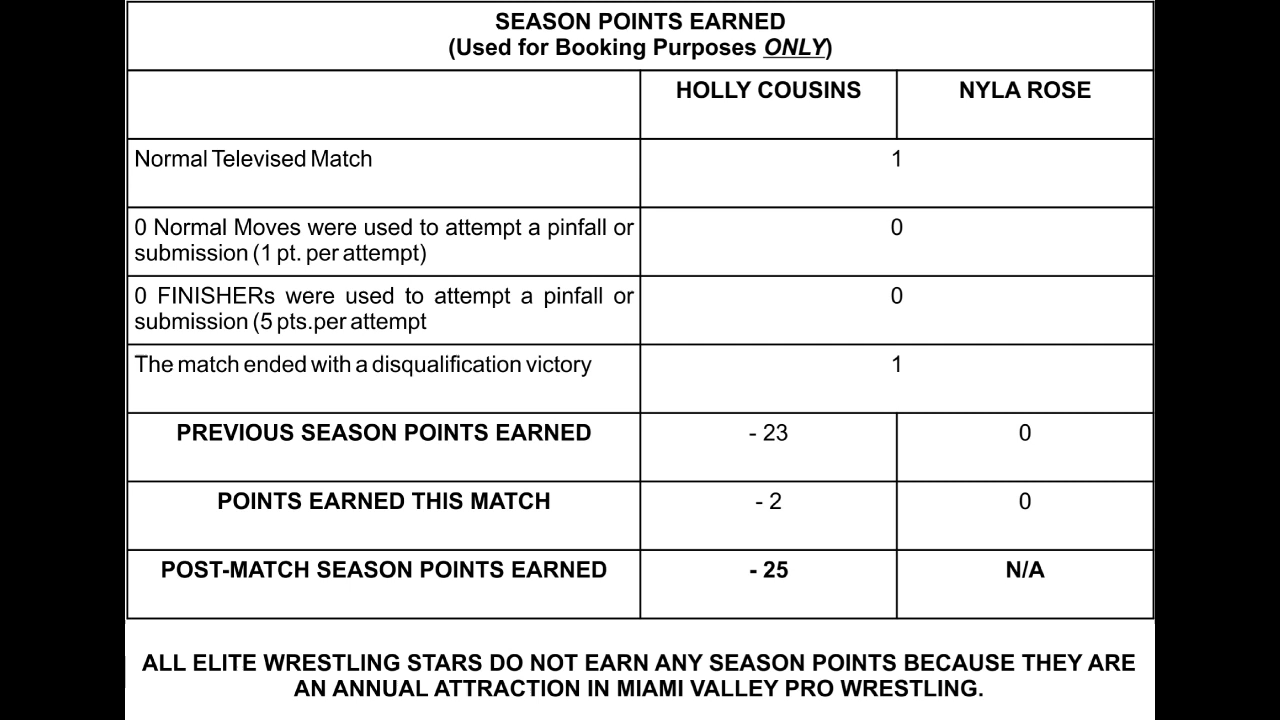 SEASON POINTS EARNED
(Used for Booking Purposes ONLY)
HOLLY COUSINS
NYLA ROSE
Normal Televised Match
1
0 Normal Moves were used to attempt a pinfall or
submission (1 pt. per attempt)
0
0 FINISHERs were used to attempt a pinfall or
submission (5 pts.per attempt
0
The match ended with a disqualification victory
1
PREVIOUS SEASON POINTS EARNED
- 23
0
POINTS EARNED THIS MATCH
- 2
0
POST-MATCH SEASON POINTS EARNED
- 25
N/A
ALL ELITE WRESTLING STARS DO NOT EARN ANY SEASON POINTS BECAUSE THEY ARE
AN ANNUAL ATTRACTION IN MIAMI VALLEY PRO WRESTLING.